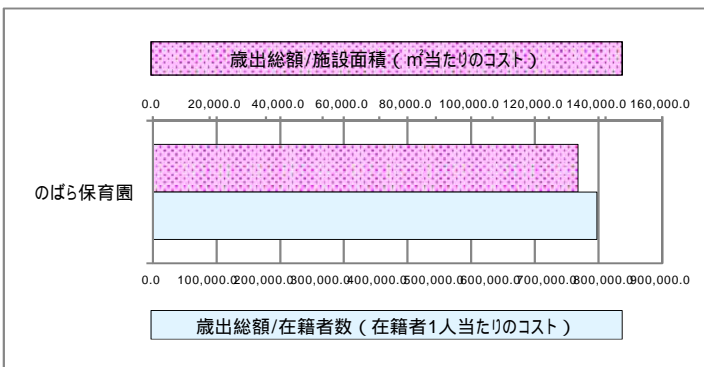 歳出総額/施設面積（㎡当たりのコスト）
0.0 20,000.0 40,000.0 60,000.0 80,000.0 100,000.0 120,000.0 140,000.0 160,000.0
のばら保育園
0.0 100,000.0 200,000.0 300,000.0 400,000.0 500,000.0 600,000.0 700,000.0 800,000.0 900,000.0
歳出総額/在籍者数（在籍者1人当たりのコスト）